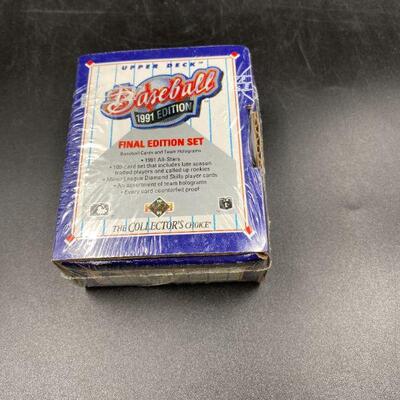 UPPER DECK™
Baseball
1991 EDITION
FINAL EDITION SET
Baseball Cards and Team Holograms
• 1991 All-Stars
• 100-card set that includes late season
traded players and called up rookies
• Minor League Diamond Skills player cards
• An assortment of team holograms
• Every card counterfeit proof
THE COLLECTOR'S CHOICE